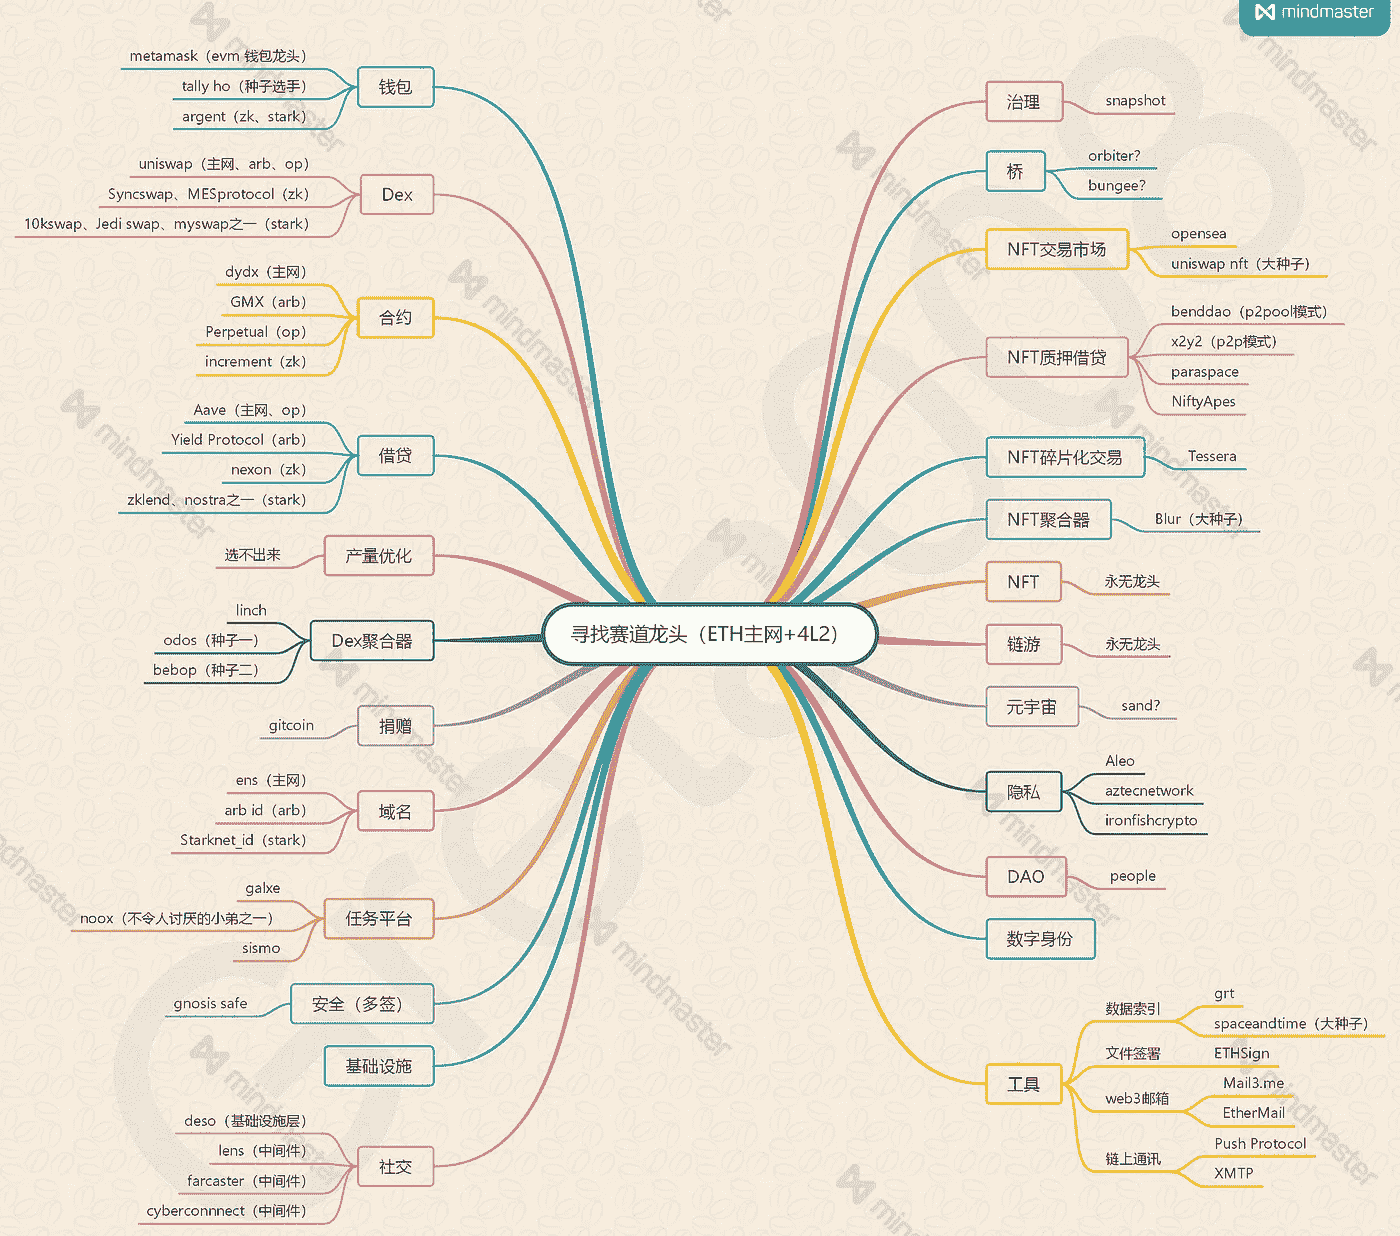 mindmaster
寻找赛道龙头（ETH主网+4L2）
钱包
metamask（evm 钱包龙头）
tally ho（种子选手）
argent（zk、stark）
Dex
uniswap（主网、arb、op）
Syncswap、MESprotocol（zk）
10kswap、Jedi swap、myswap之一（stark）
合约
dydx（主网）
GMX（arb）
Perpetual（op）
increment（zk）
借贷
Aave（主网、op）
Yield Protocol（arb）
nexon（zk）
zklend、nostra之一（stark）
产量优化
选不出来
Dex聚合器
linch
odos（种子一）
bebop（种子二）
捐赠
gitcoin
域名
ens（主网）
arb id（arb）
Starknet_id（stark）
任务平台
galxe
noox（不令人讨厌的小弟之一）
sismo
安全（多签）
gnosis safe
基础设施
社交
deso（基础设施层）
lens（中间件）
farcaster（中间件）
cyberconnnect（中间件）
治理
snapshot
桥
orbiter?
bungee?
NFT交易市场
opensea
uniswap nft（大种子）
NFT质押借贷
benddao（p2pool模式）
x2y2（p2p模式）
paraspace
NiftyApes
NFT碎片化交易
Tessera
NFT聚合器
Blur（大种子）
NFT
永无龙头
链游
永无龙头
元宇宙
sand?
隐私
Aleo
aztecnetwork
ironfishcrypto
DAO
people
数字身份
工具
数据索引
grt
spaceandtime（大种子）
文件签署
ETHSign
web3邮箱
Mail3.me
EtherMail
链上通讯
Push Protocol
XMTP